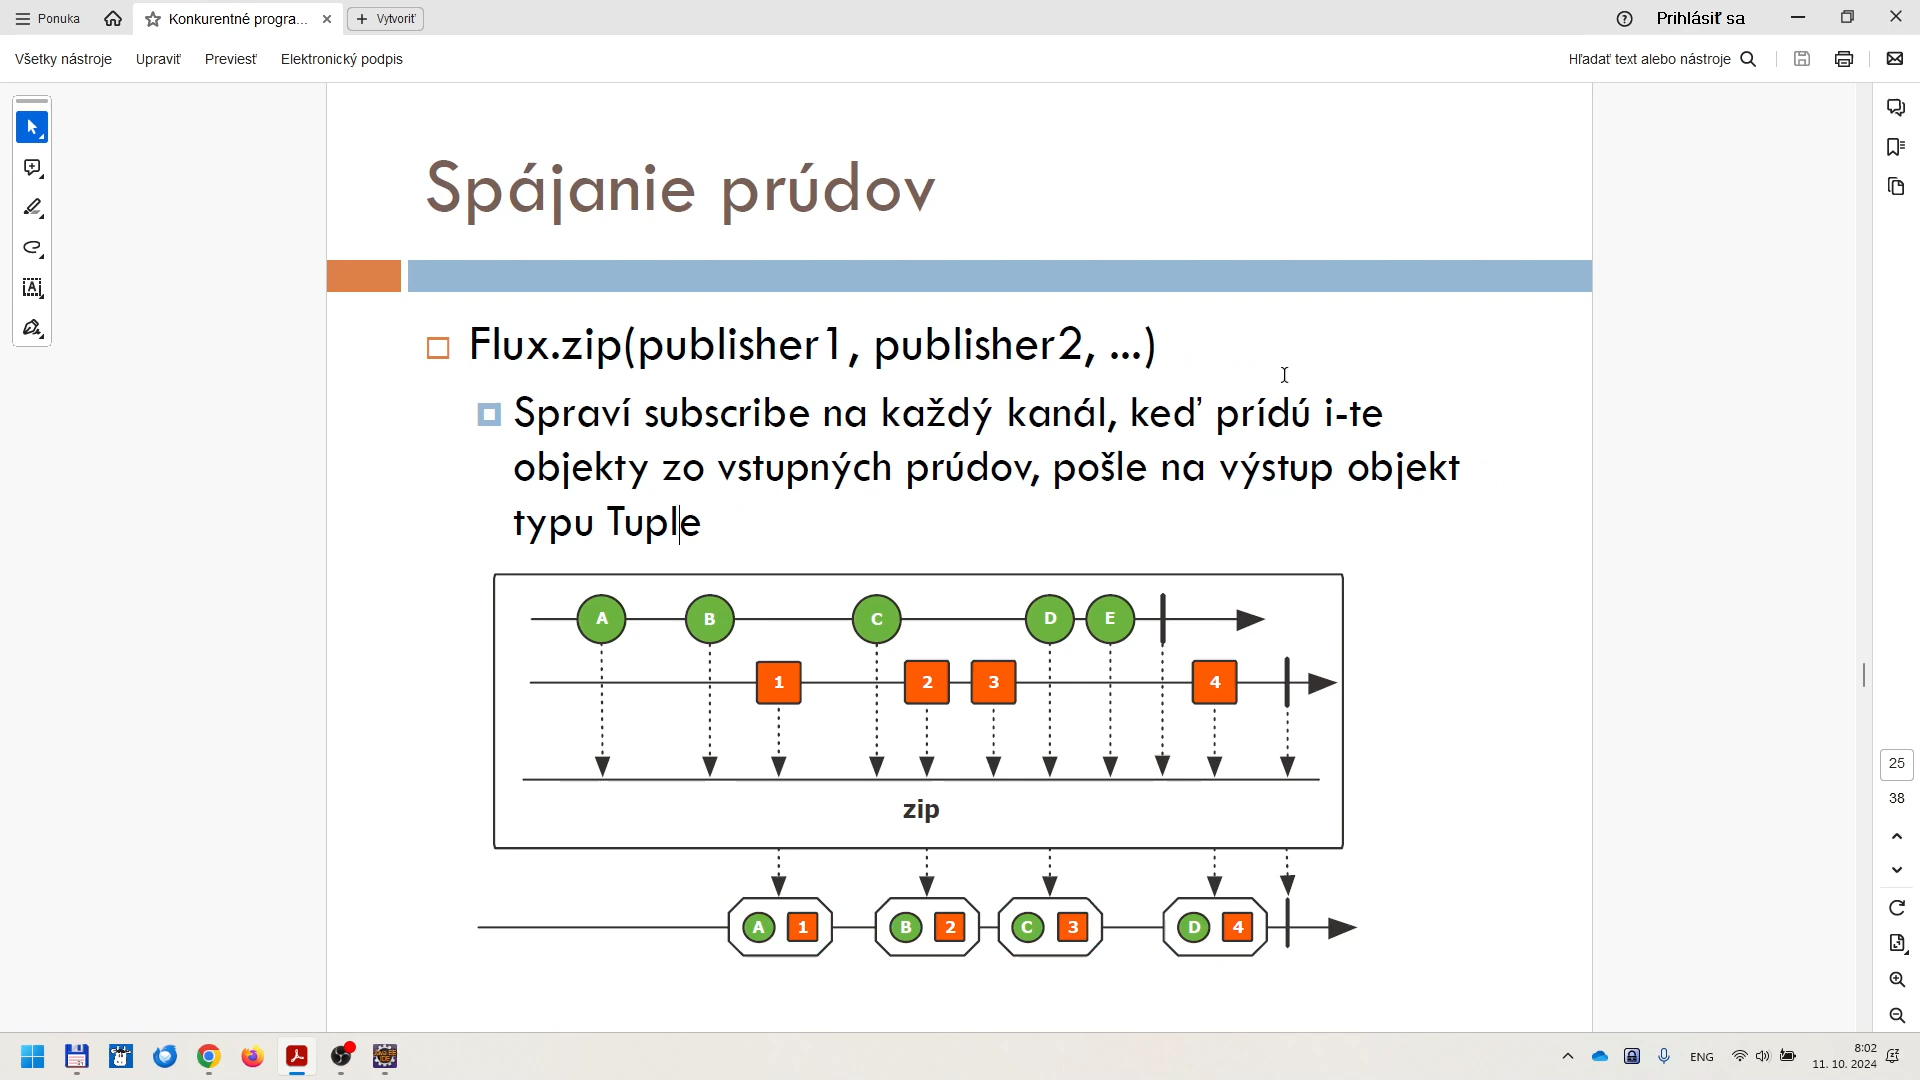 Ponuka
Konkurentné progra...
Vytvoriť
Prihlásiť sa
Všetky nástroje
Upraviť
Previesť
Elektronický podpis
Hľadať text alebo nástroje
Spájanie prúdov
Flux.zip(publisher1, publisher2, ...)
Spraví subscribe na každý kanál, keď prídú i-te
objekty zo vstupných prúdov, pošle na výstup objekt
typu Tuple
A B C D E
1 2 3 4
zip
A 1 B 2 C 3 D 4
25
38
ENG
8:02
11. 10. 2024